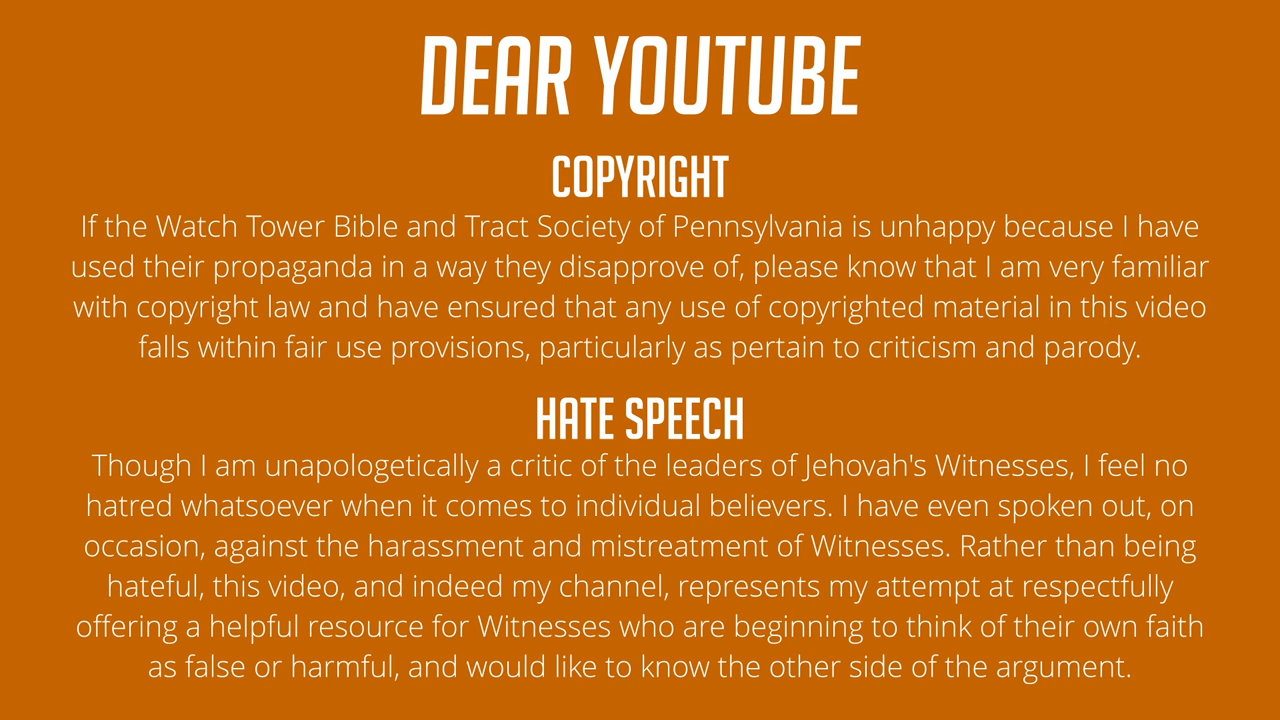 DEAR YOUTUBE
COPYRIGHT
If the Watch Tower Bible and Tract Society of Pennsylvania is unhappy because I have
used their propaganda in a way they disapprove of, please know that I am very familiar
with copyright law and have ensured that any use of copyrighted material in this video
falls within fair use provisions, particularly as pertain to criticism and parody.
HATE SPEECH
Though I am unapologetically a critic of the leaders of Jehovah's Witnesses, I feel no
hatred whatsoever when it comes to individual believers. I have even spoken out, on
occasion, against the harassment and mistreatment of Witnesses. Rather than being
hateful, this video, and indeed my channel, represents my attempt at respectfully
offering a helpful resource for Witnesses who are beginning to think of their own faith
as false or harmful, and would like to know the other side of the argument.